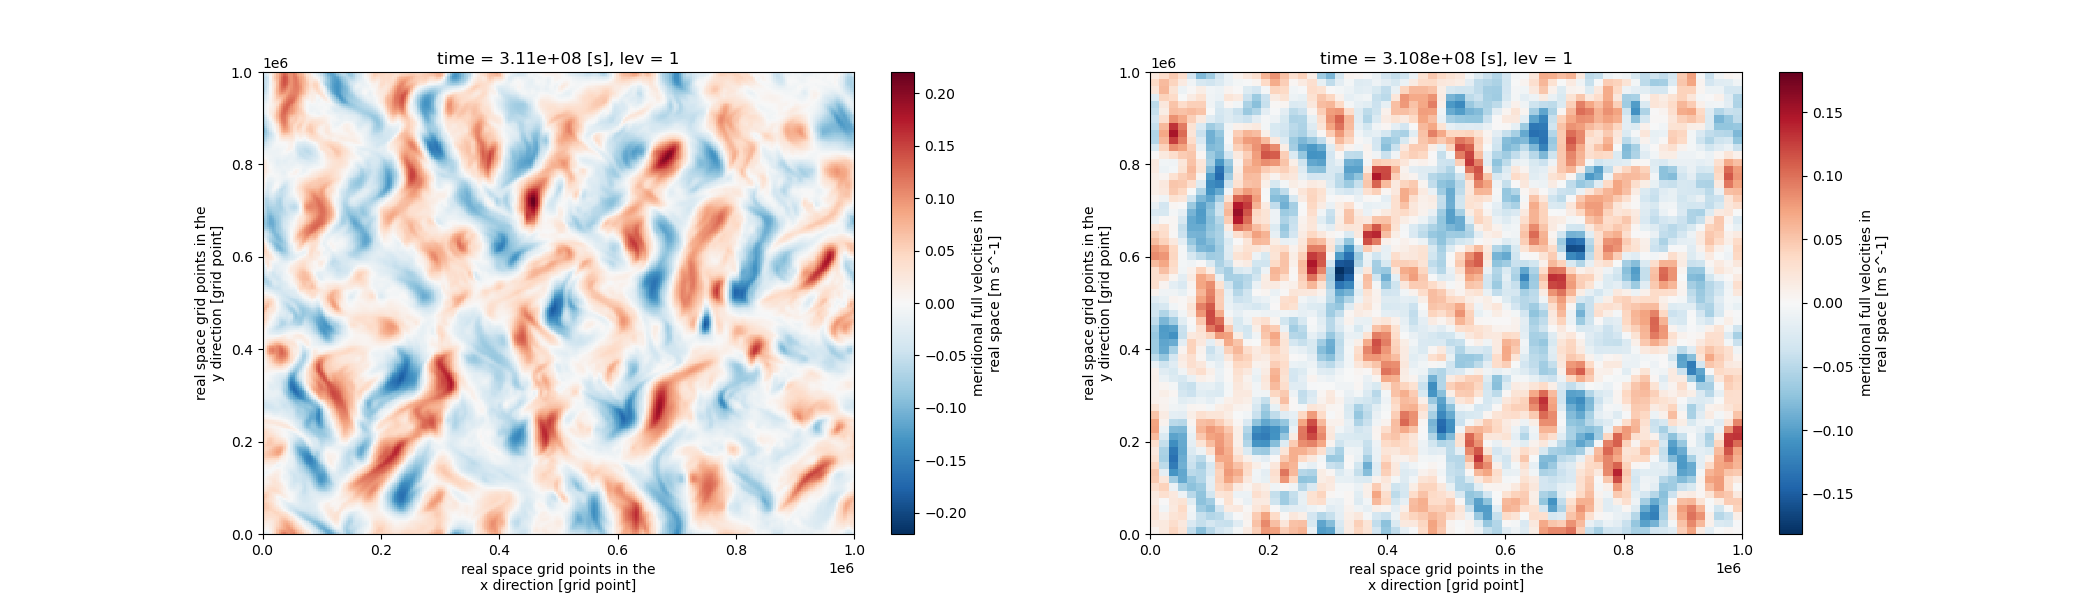 time = 3.11e+08 [s], lev = 1
1e6
1.0
0.8
0.6
0.4
0.2
0.0
real space grid points in the
y direction [grid point]
0.0 0.2 0.4 0.6 0.8 1.0
1e6
real space grid points in the
x direction [grid point]
0.20
0.15
0.10
0.05
0.00
−0.05
−0.10
−0.15
−0.20
meridional full velocities in
real space [m s^-1]
time = 3.108e+08 [s], lev = 1
1e6
1.0
0.8
0.6
0.4
0.2
0.0
real space grid points in the
y direction [grid point]
0.0 0.2 0.4 0.6 0.8 1.0
1e6
real space grid points in the
x direction [grid point]
0.15
0.10
0.05
0.00
−0.05
−0.10
−0.15
meridional full velocities in
real space [m s^-1]